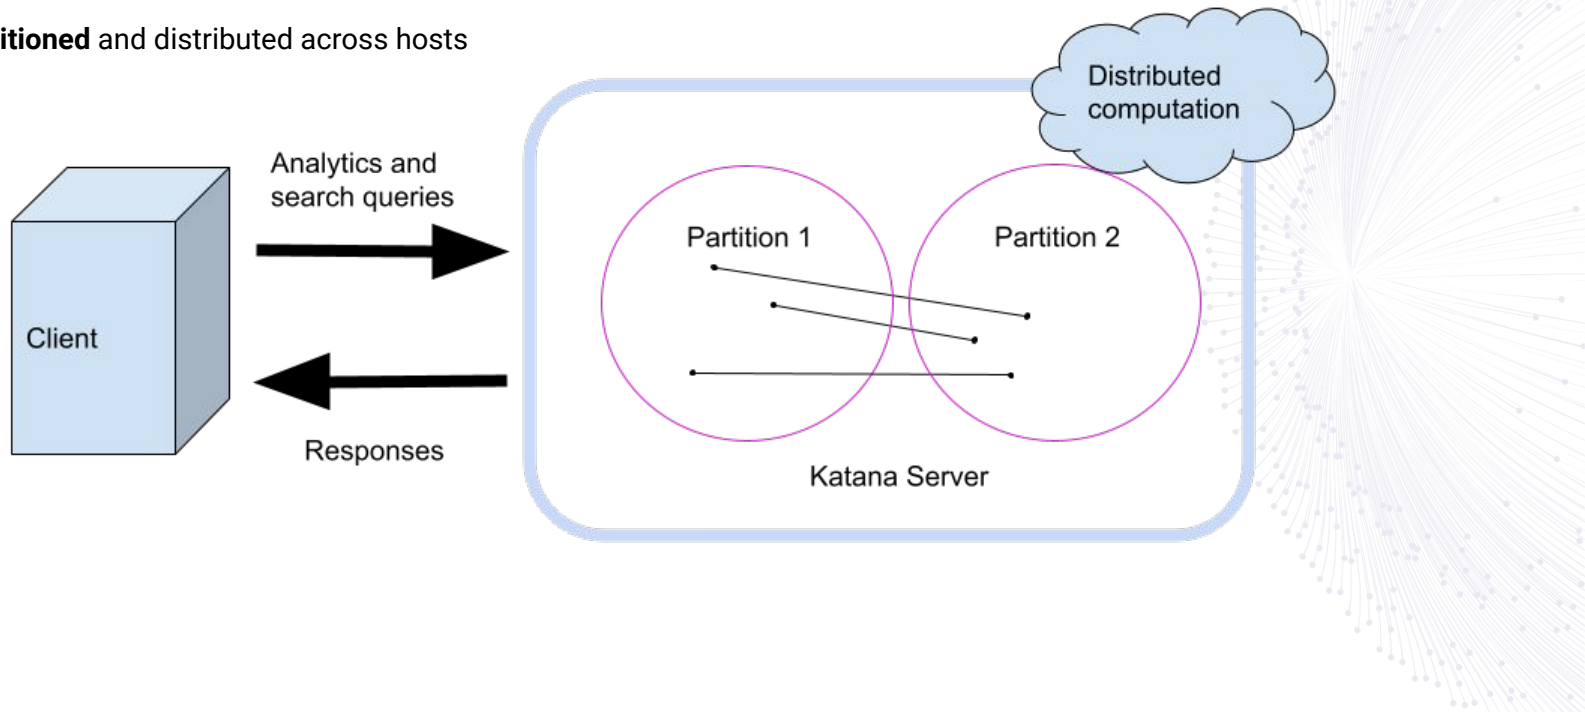 itioned and distributed across hosts
Distributed
computation
Analytics and
search queries
Partition 1
Partition 2
Client
Responses
Katana Server